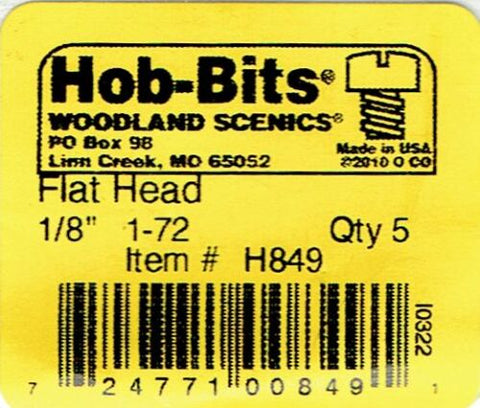 Hob-Bits®
WOODLAND SCENICS®
PO Box 98
Linn Creek, MO 65052
Made in USA
©2010 O CO
Flat Head
1/8" 1-72 Qty 5
Item # H849
10322
7 24771 00849 1